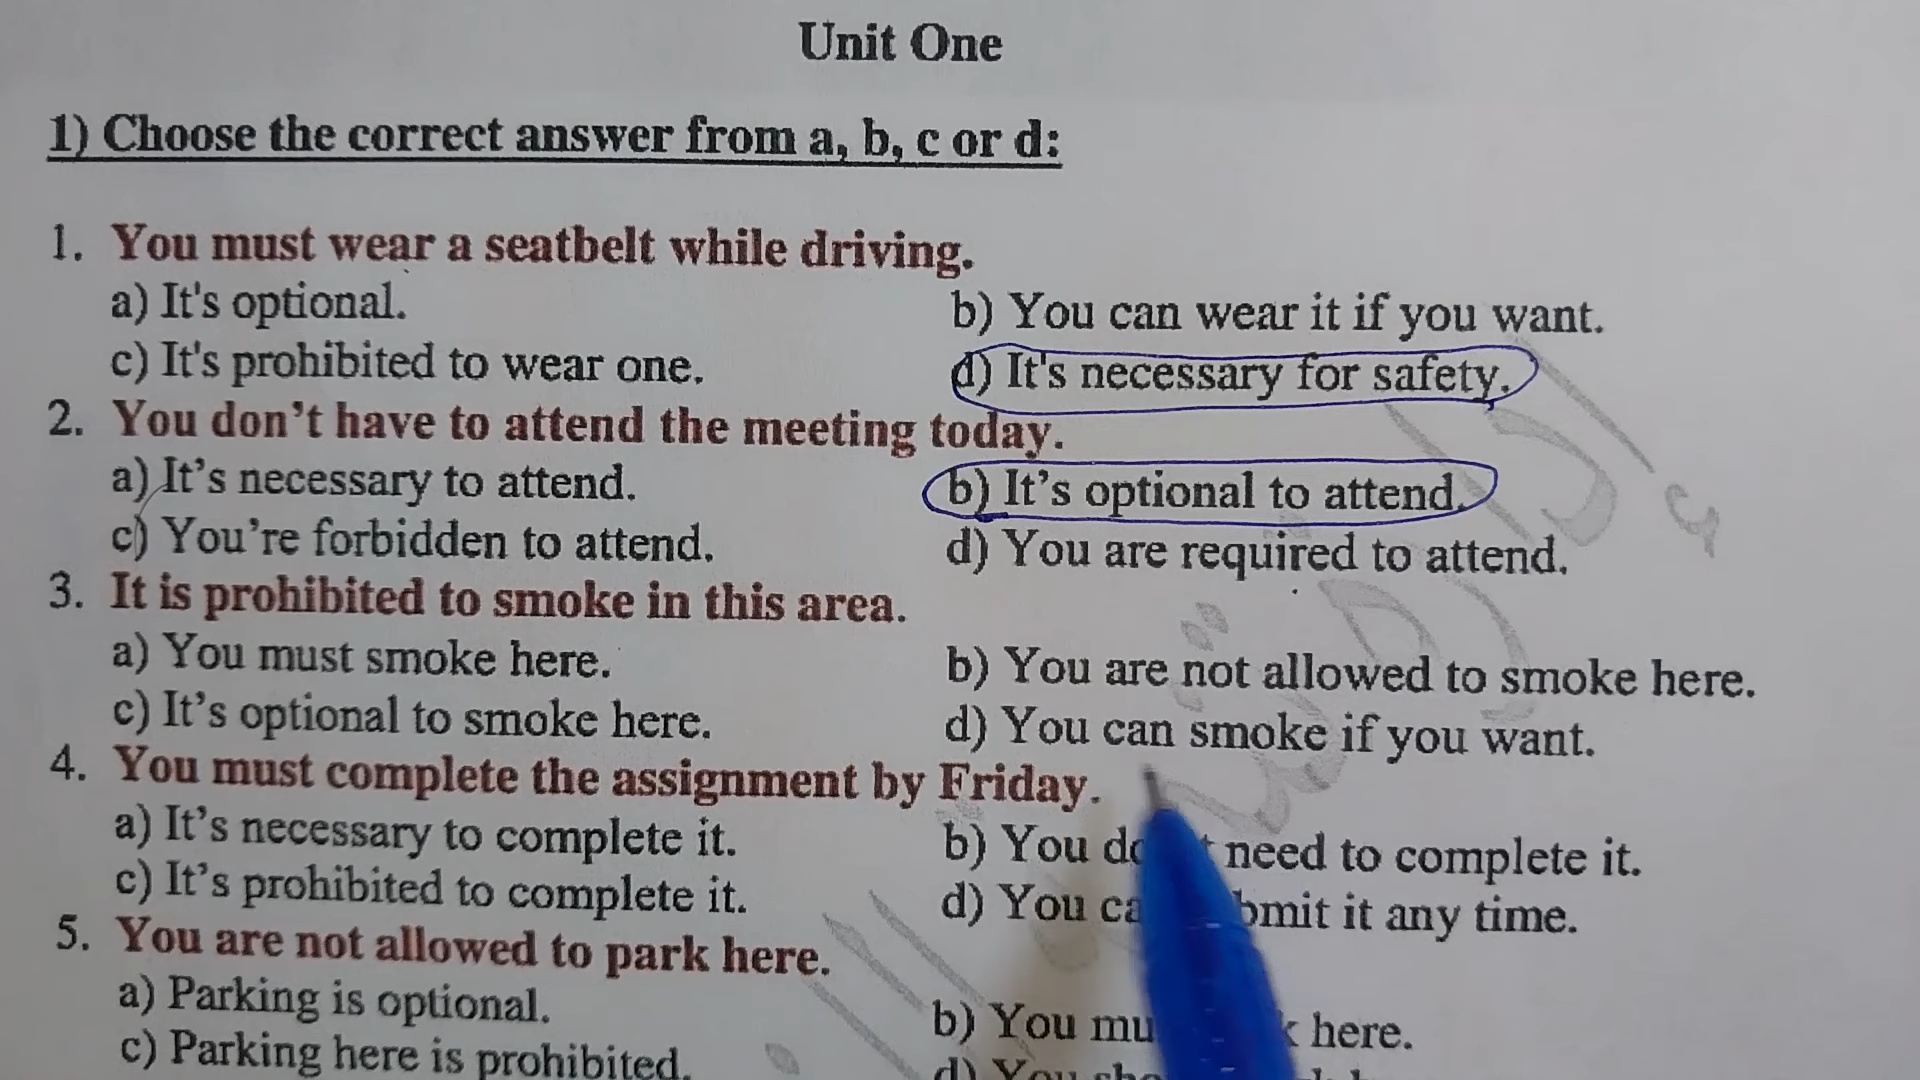 Unit One
1) Choose the correct answer from a, b, c or d:
1. You must wear a seatbelt while driving.
a) It's optional.
b) You can wear it if you want.
c) It's prohibited to wear one.
d) It's necessary for safety.
2. You don’t have to attend the meeting today.
a) It’s necessary to attend.
b) It’s optional to attend.
c) You’re forbidden to attend.
d) You are required to attend.
3. It is prohibited to smoke in this area.
a) You must smoke here.
b) You are not allowed to smoke here.
c) It’s optional to smoke here.
d) You can smoke if you want.
4. You must complete the assignment by Friday.
a) It’s necessary to complete it.
b) You need to complete it.
c) It’s prohibited to complete it.
d) You it any time.
5. You are not allowed to park here.
a) Parking is optional.
b) You here.
c) Parking here is prohibited.
d) You